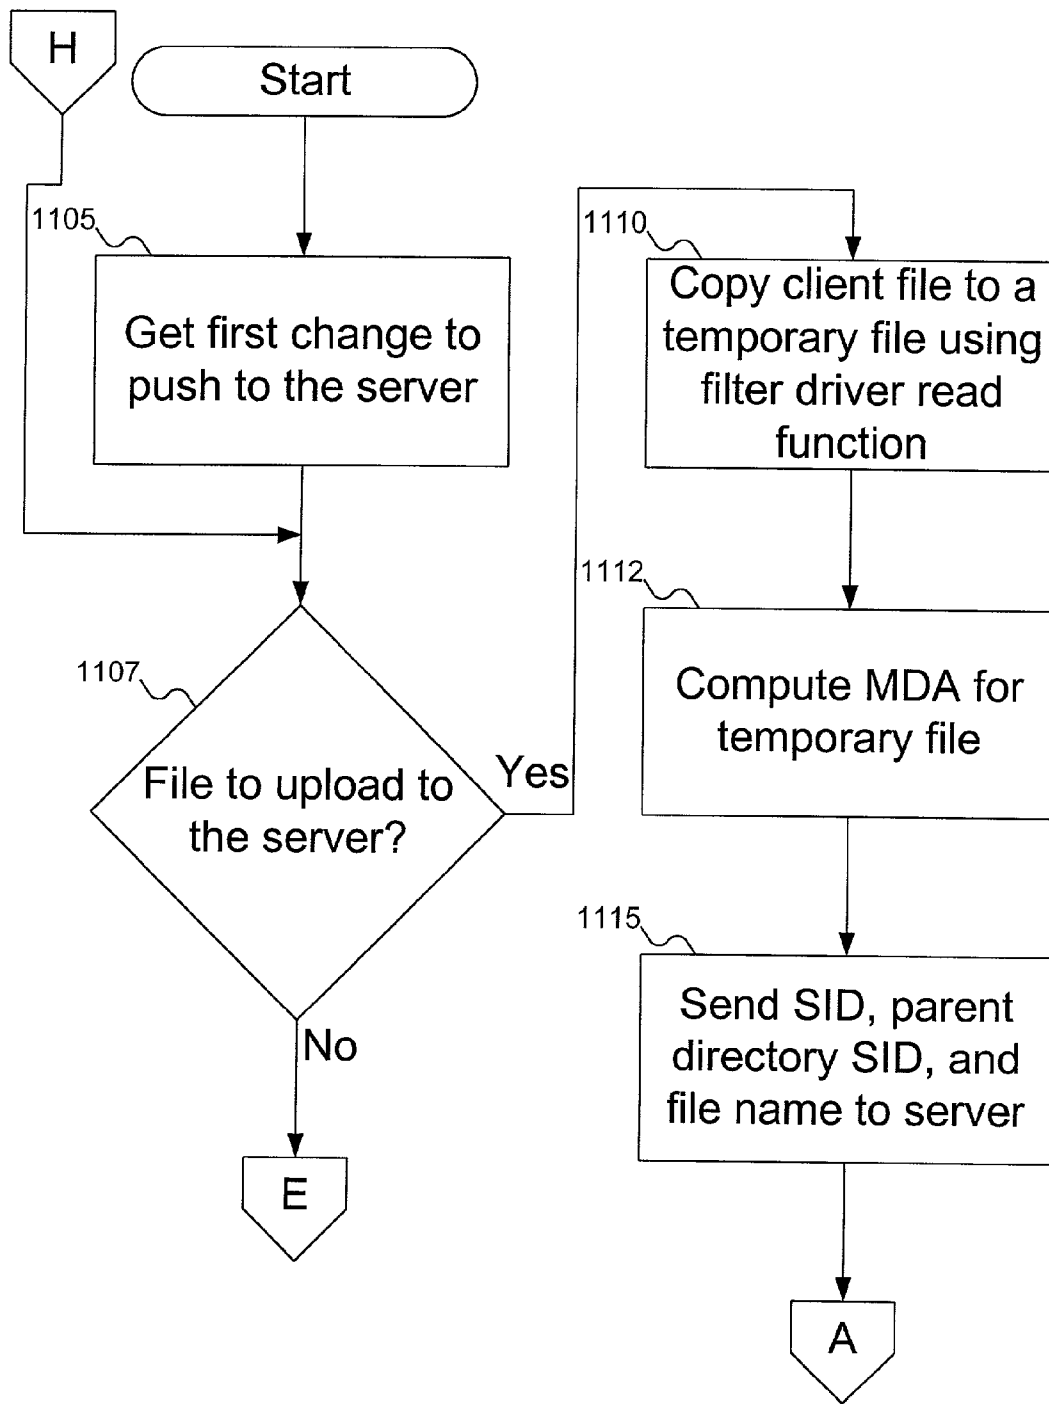 H
Start
1105
Get first change to
push to the server
1107
File to upload to
the server?
Yes
No
E
1110
Copy client file to a
temporary file using
filter driver read
function
1112
Compute MDA for
temporary file
1115
Send SID, parent
directory SID, and
file name to server
A